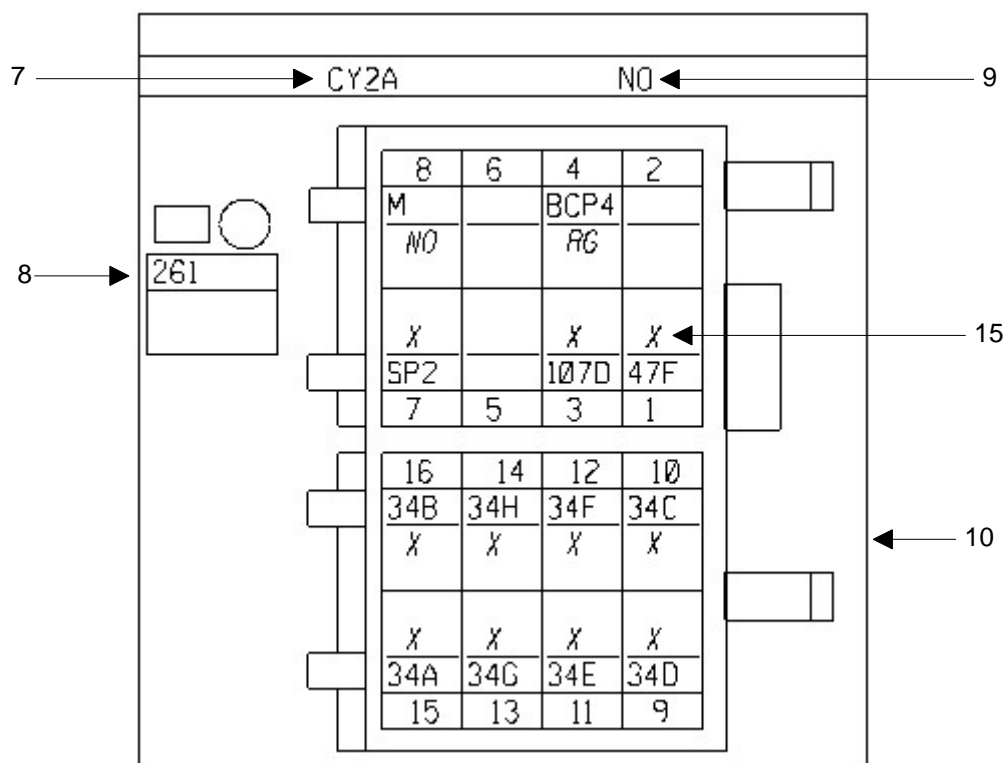 7 CY2A NO 9
8 6 4 2
M BCP4
NO RG
8 261
X X X 15
SP2 107D 47F
7 5 3 1
16 14 12 10
34B 34H 34F 34C
X X X X 10
X X X X
34A 34G 34E 34D
15 13 11 9